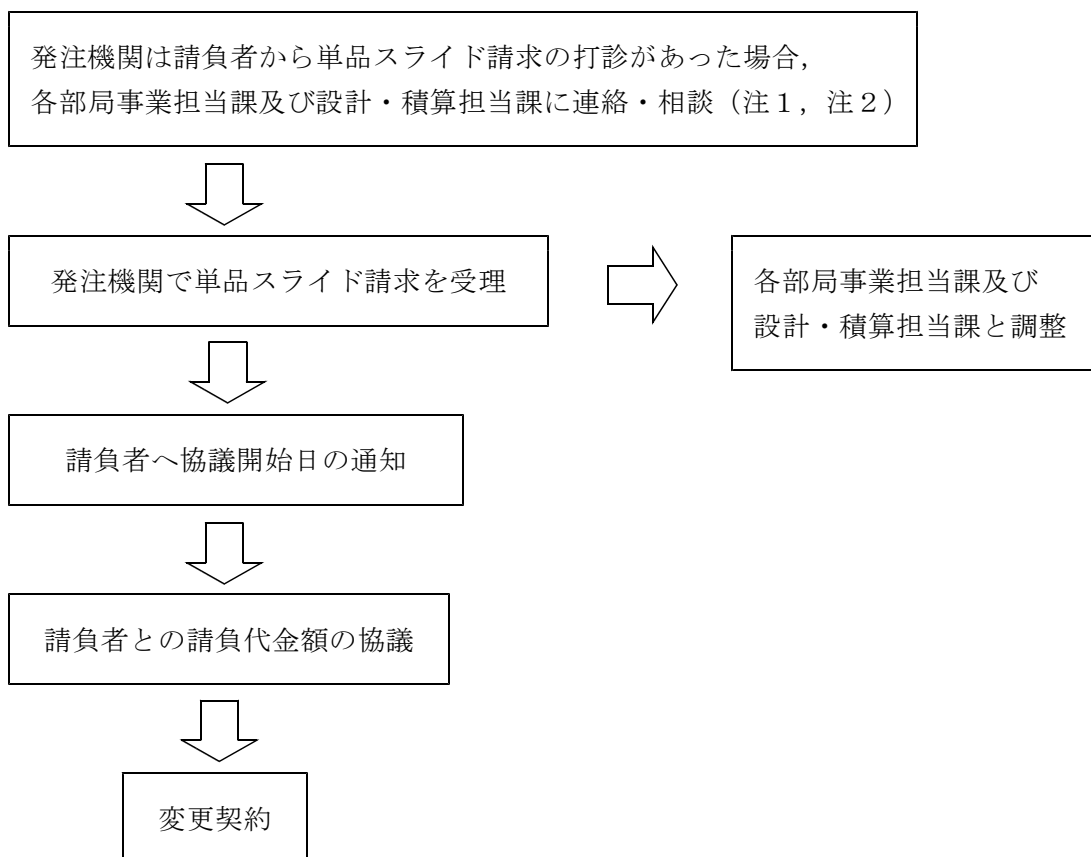 発注機関は請負者から単品スライド請求の打診があった場合，
各部局事業担当課及び設計・積算担当課に連絡・相談（注１，注２）
発注機関で単品スライド請求を受理
各部局事業担当課及び
設計・積算担当課と調整
請負者へ協議開始日の通知
請負者との請負代金額の協議
変更契約